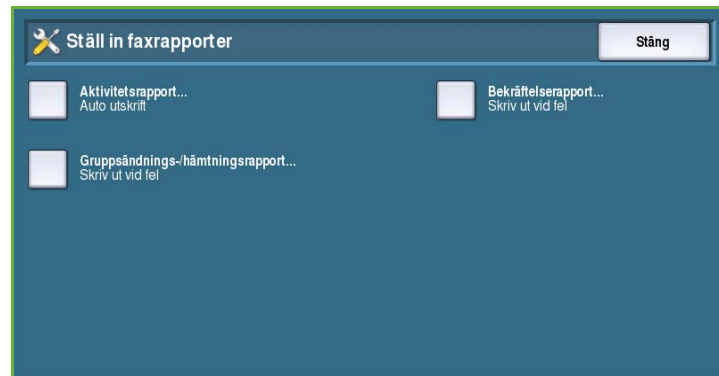 Ställ in faxrapporter
Stäng
Aktivitetsrapport...
Auto utskrift
Bekräftelserapport...
Skriv ut vid fel
Gruppsändnings-/hämtningsrapport...
Skriv ut vid fel